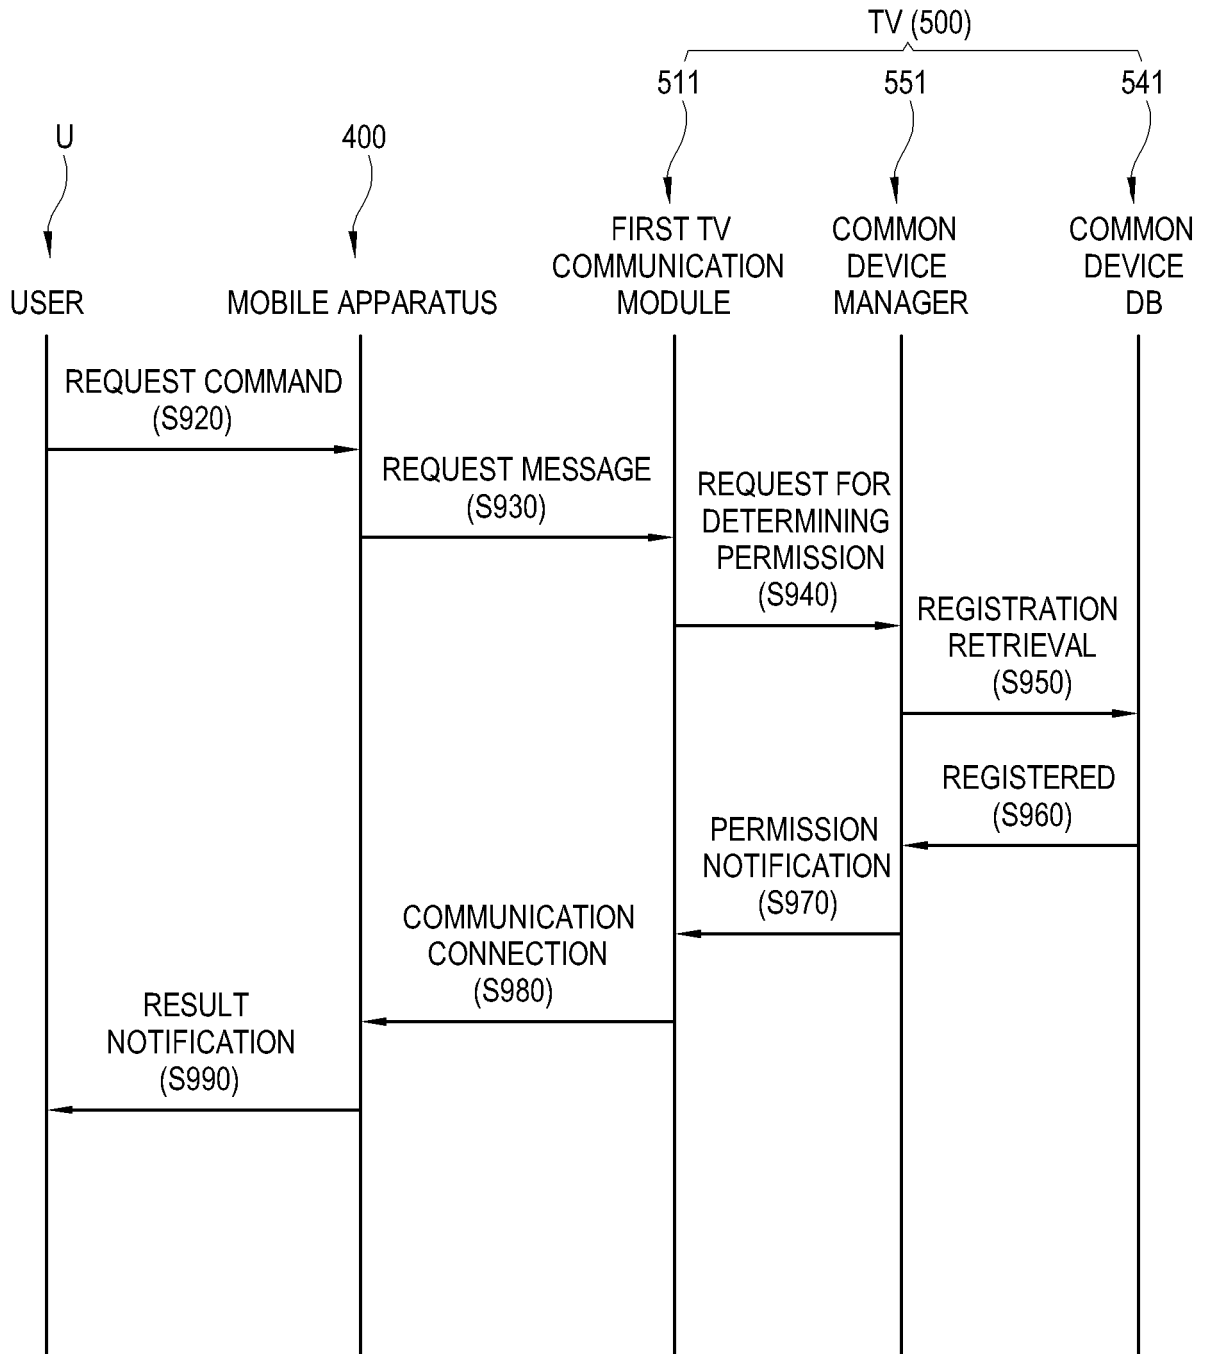 TV (500)
511
551
541
U
400
FIRST TV
COMMUNICATION
MODULE
COMMON
DEVICE
MANAGER
COMMON
DEVICE
DB
USER
MOBILE APPARATUS
REQUEST COMMAND
(S920)
REQUEST MESSAGE
(S930)
REQUEST FOR
DETERMINING
PERMISSION
(S940)
REGISTRATION
RETRIEVAL
(S950)
REGISTERED
(S960)
PERMISSION
NOTIFICATION
(S970)
COMMUNICATION
CONNECTION
(S980)
RESULT
NOTIFICATION
(S990)